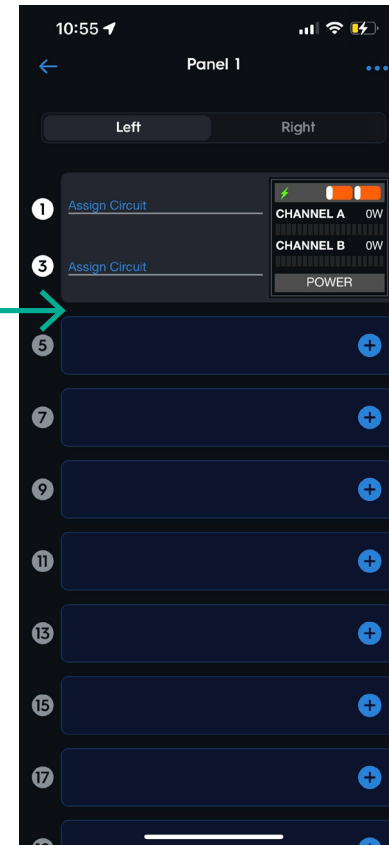 10:55
Panel 1
Left
Right
1
Assign Circuit
CHANNEL A 0W
CHANNEL B 0W
3
Assign Circuit
POWER
5
7
9
11
13
15
17